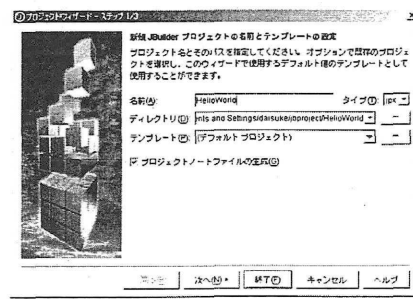 プロジェクトウィザード - ステップ 1/3
新規 JBuilder プロジェクトの名前とテンプレートの設定
プロジェクト名とそのパスを指定してください。オプションで既存のプロジェ
クトを選択し、このウィザードで使用するデフォルト値のテンプレートとして
使用することができます。
名前(A): HelloWorld タイプ(T): jpx
ディレクトリ(D): nts and Settings/daisuke/jbproject/HelloWorld ...
テンプレート(P): (デフォルト プロジェクト) ...
プロジェクトノートファイルの生成(G)
次へ(N) 終了(F) キャンセル ヘルプ